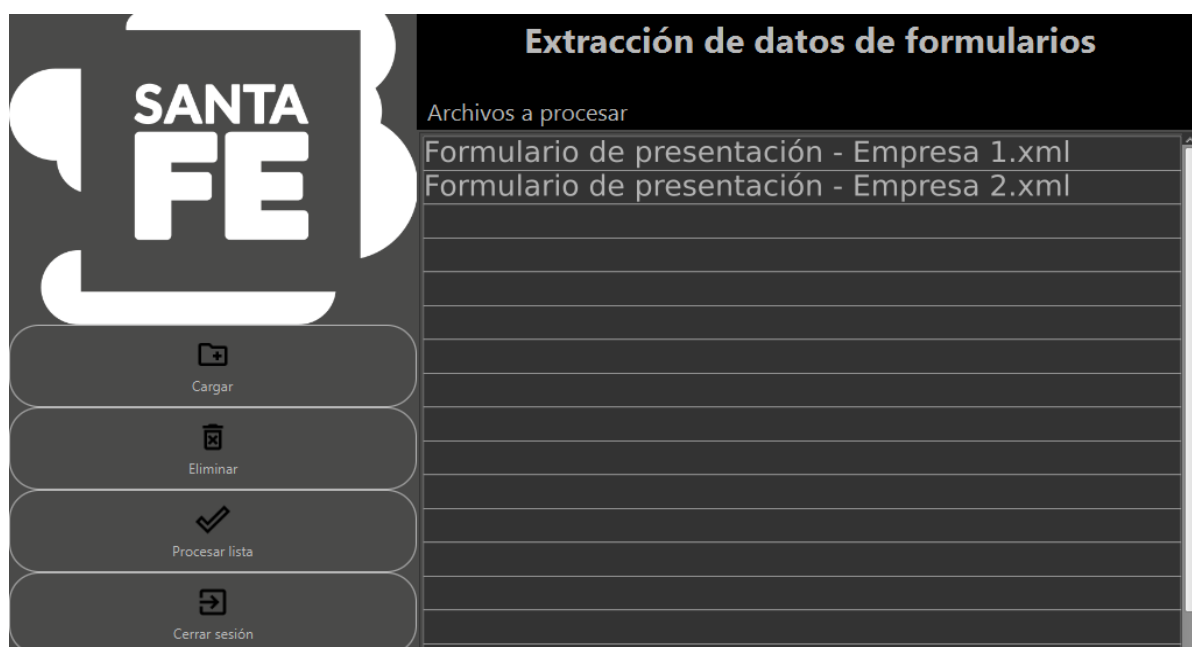 SANTA
FE
Cargar
Eliminar
Procesar lista
Cerrar sesión
Extracción de datos de formularios
Archivos a procesar
Formulario de presentación - Empresa 1.xml
Formulario de presentación - Empresa 2.xml